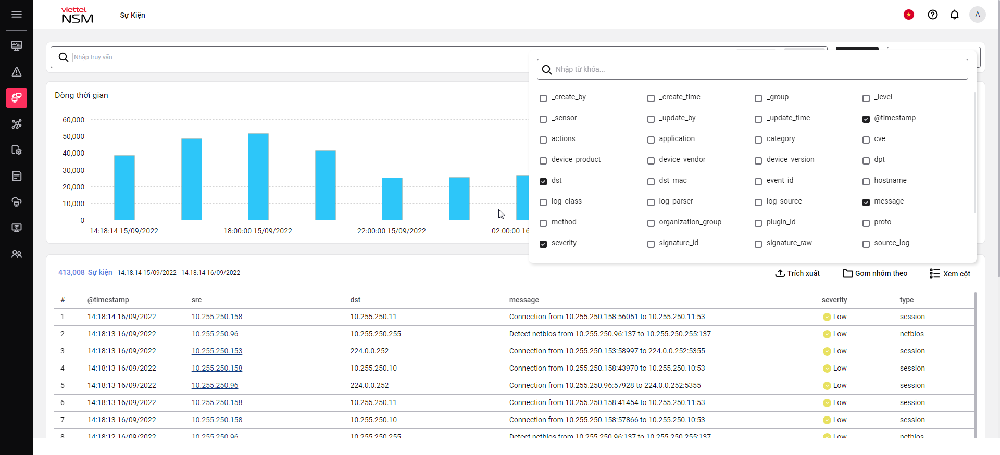 viettel
NSM
Sự Kiện
A
Nhập truy vấn
Nhập từ khóa...
_create_by _create_time _group _level
_sensor _update_by _update_time @timestamp
actions application category cve
device_product device_vendor device_version dpt
dst dst_mac event_id hostname
log_class log_parser log_source message
method organization_group plugin_id proto
severity signature_id signature_raw source_log
Dòng thời gian
60,000
50,000
40,000
30,000
20,000
10,000
0
14:18:14 15/09/2022 18:00:00 15/09/2022 22:00:00 15/09/2022 02:00:00 16
413,008 Sự kiện 14:18:14 15/09/2022 - 14:18:14 16/09/2022 Trích xuất Gom nhóm theo Xem cột
# @timestamp src dst message severity type
1 14:18:14 16/09/2022 10.255.250.158 10.255.250.11 Connection from 10.255.250.158:56051 to 10.255.250.11:53 Low session
2 14:18:13 16/09/2022 10.255.250.96 10.255.250.255 Detect netbios from 10.255.250.96:137 to 10.255.250.255:137 Low netbios
3 14:18:13 16/09/2022 10.255.250.153 224.0.0.252 Connection from 10.255.250.153:58997 to 224.0.0.252:5355 Low session
4 14:18:13 16/09/2022 10.255.250.158 10.255.250.10 Connection from 10.255.250.158:43970 to 10.255.250.10:53 Low session
5 14:18:13 16/09/2022 10.255.250.96 224.0.0.252 Connection from 10.255.250.96:57928 to 224.0.0.252:5355 Low session
6 14:18:13 16/09/2022 10.255.250.158 10.255.250.11 Connection from 10.255.250.158:41454 to 10.255.250.11:53 Low session
7 14:18:13 16/09/2022 10.255.250.158 10.255.250.10 Connection from 10.255.250.158:57866 to 10.255.250.10:53 Low session
8 14:18:12 16/09/2022 10.255.250.96 10.255.250.255 Detect netbios from 10.255.250.96:137 to 10.255.250.255:137 Low netbios